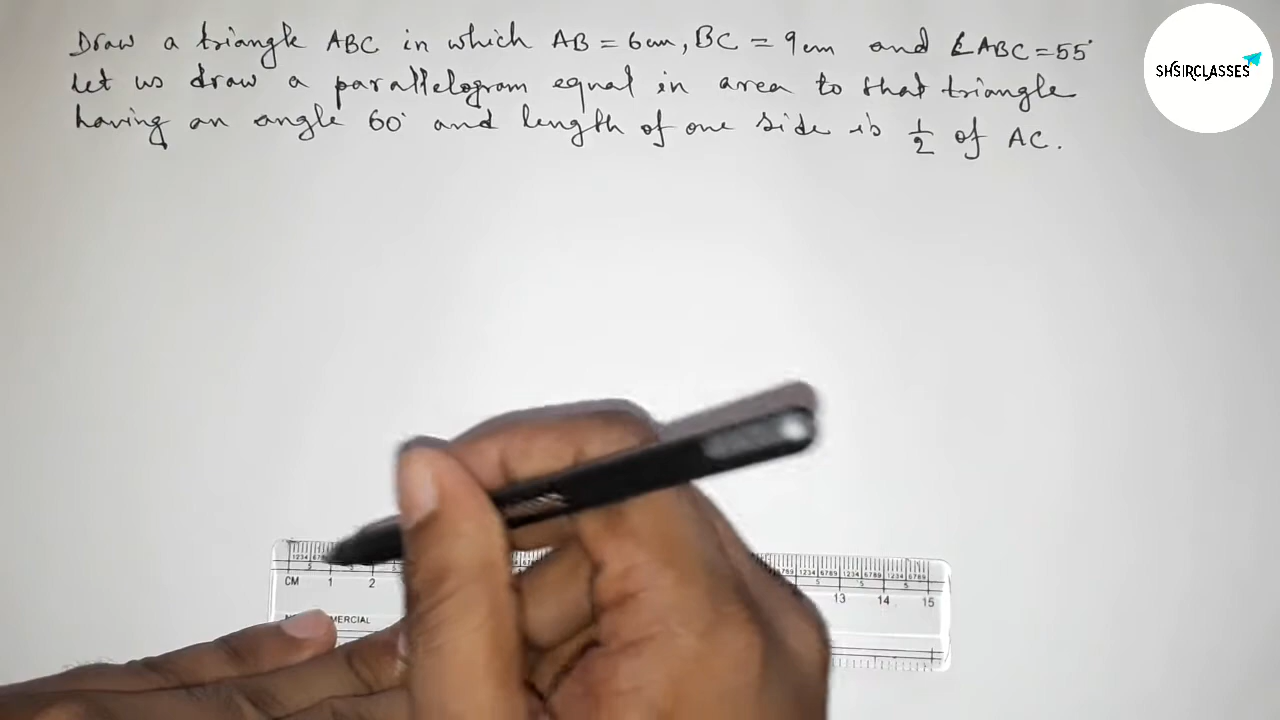 Draw a triangle ABC in which AB = 6cm, BC = 9cm and ∠ABC = 55°
let us draw a parallelogram equal in area to that triangle
having an angle 60° and length of one side is 1/2 of AC.
SHSIRCLASSES
CM 1 2 13 14 15
MERCIAL